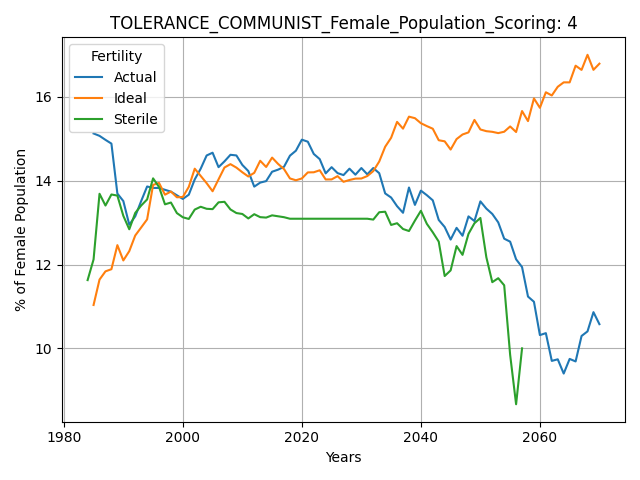 TOLERANCE_COMMUNIST_Female_Population_Scoring: 4
Fertility
Actual
Ideal
Sterile
% of Female Population
16
14
12
10
1980 2000 2020 2040 2060
Years